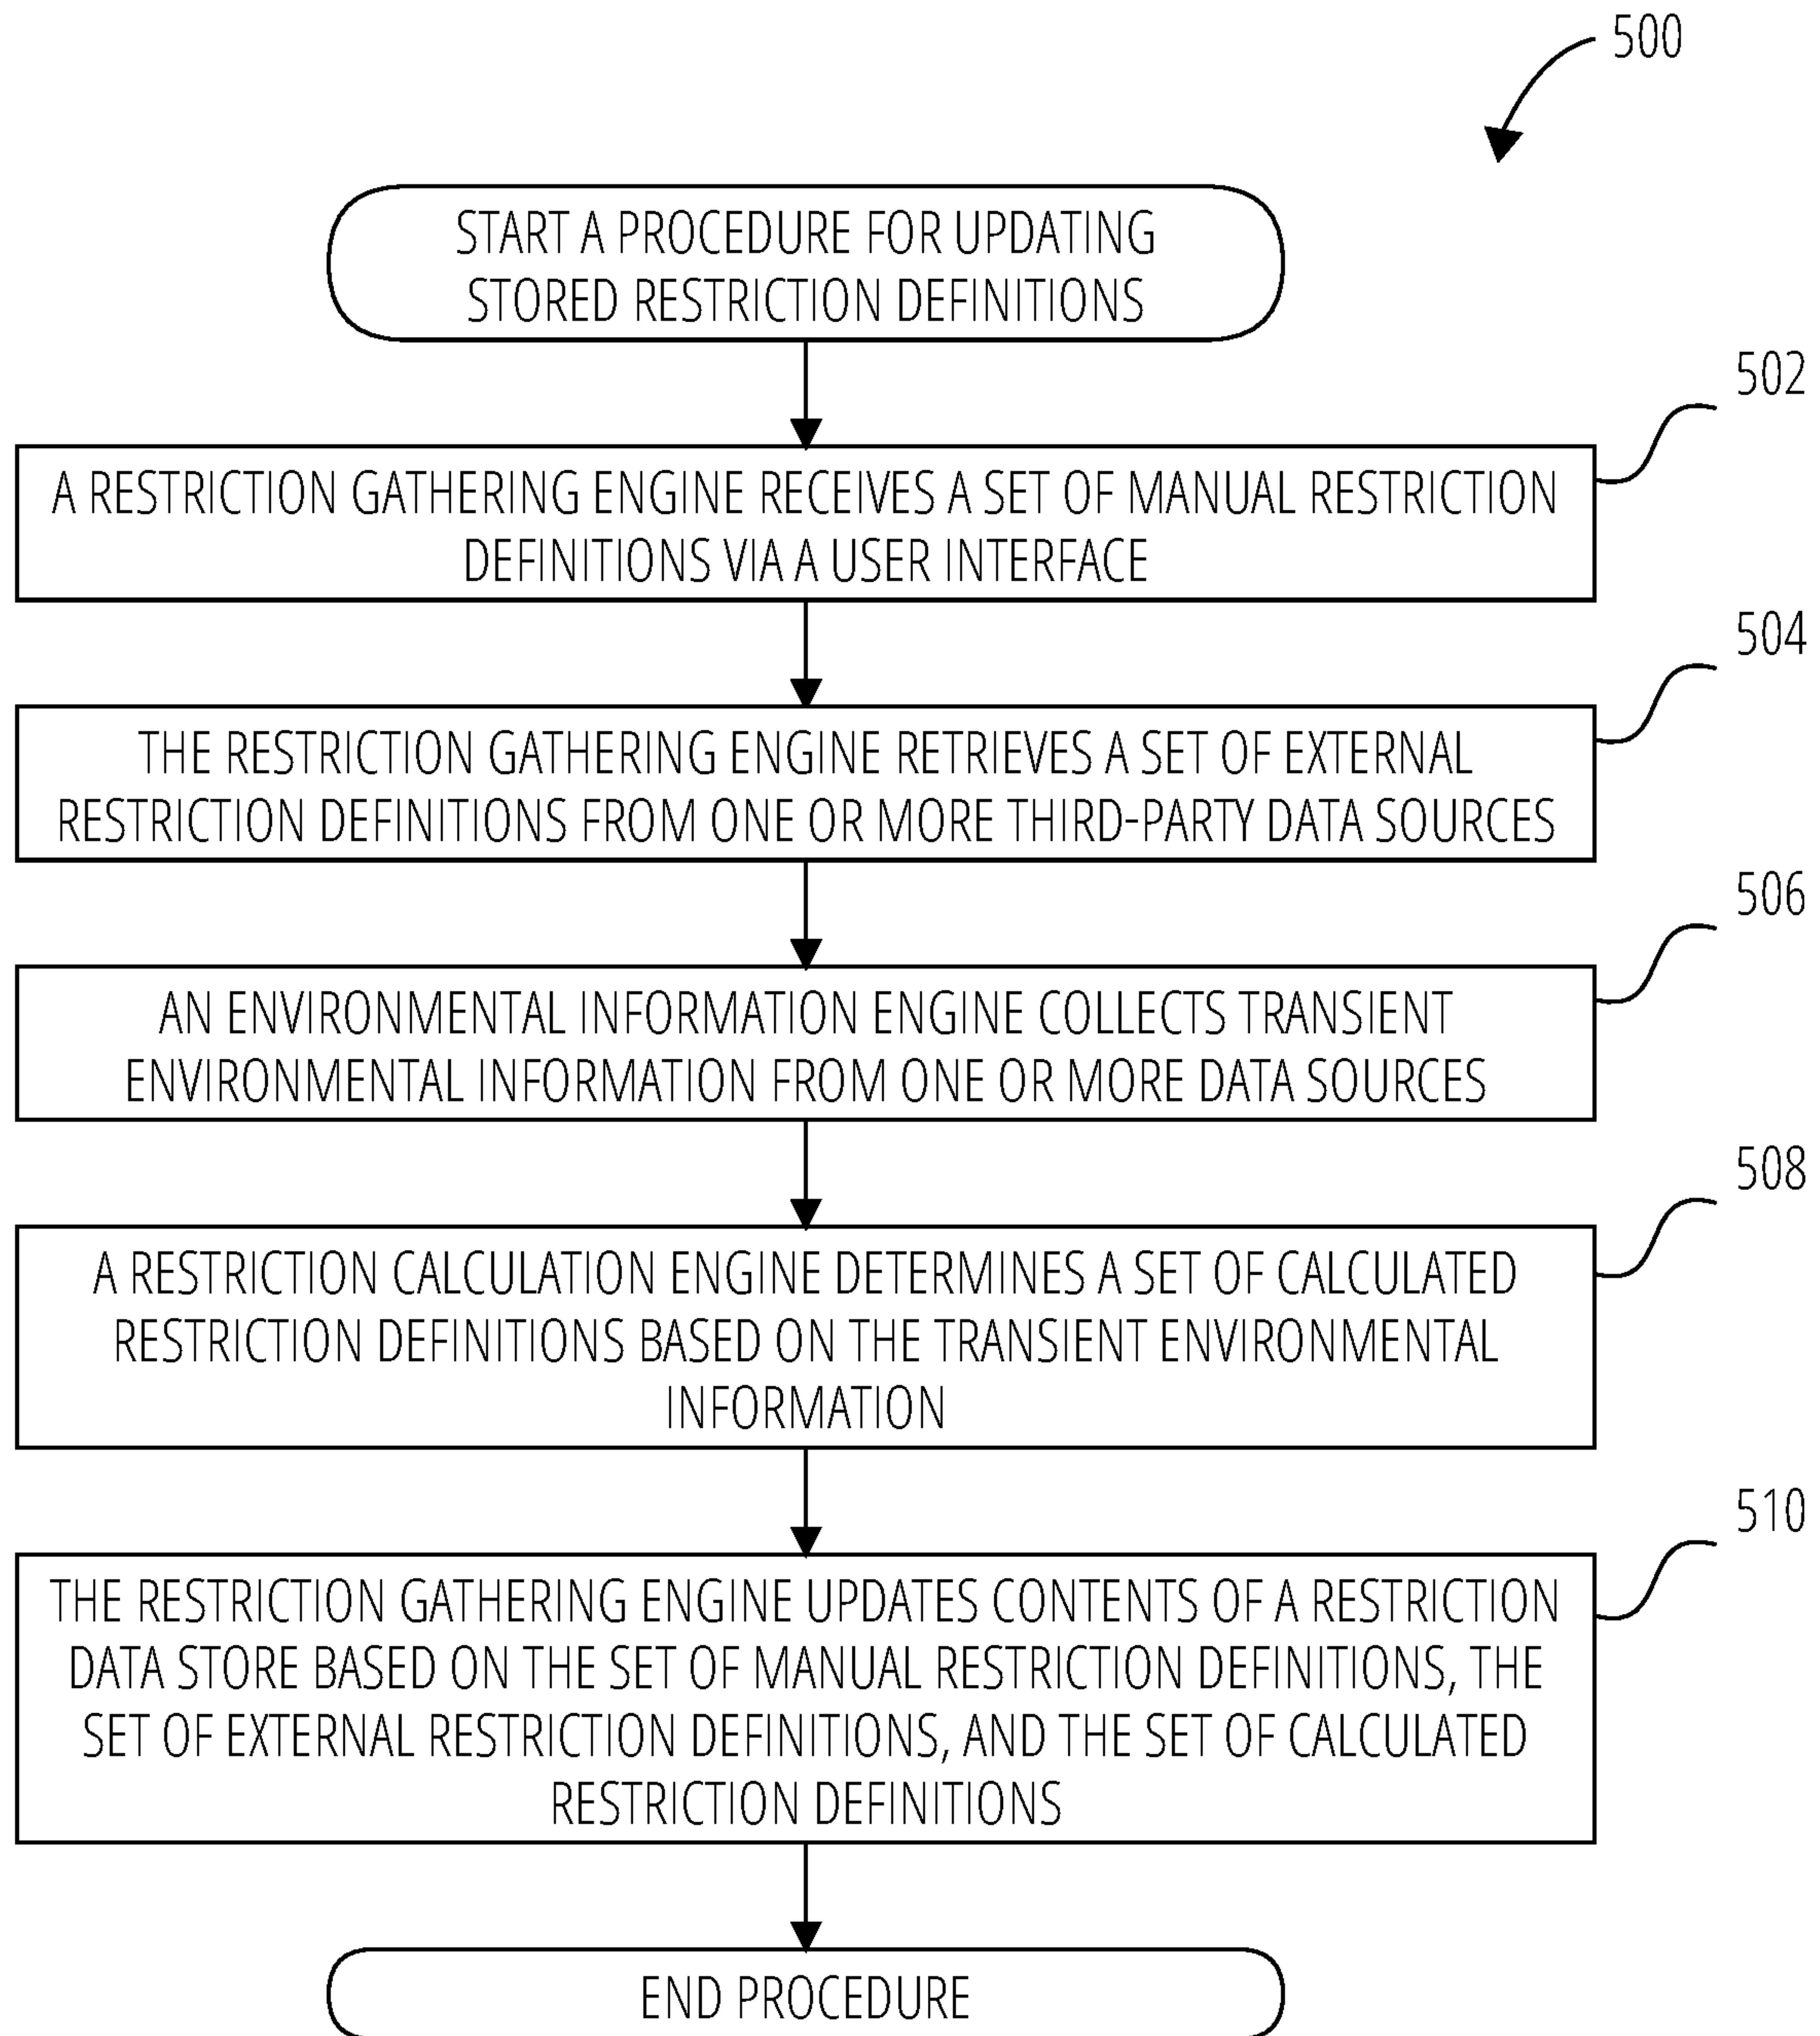 500
START A PROCEDURE FOR UPDATING
STORED RESTRICTION DEFINITIONS
502
A RESTRICTION GATHERING ENGINE RECEIVES A SET OF MANUAL RESTRICTION
DEFINITIONS VIA A USER INTERFACE
504
THE RESTRICTION GATHERING ENGINE RETRIEVES A SET OF EXTERNAL
RESTRICTION DEFINITIONS FROM ONE OR MORE THIRD-PARTY DATA SOURCES
506
AN ENVIRONMENTAL INFORMATION ENGINE COLLECTS TRANSIENT
ENVIRONMENTAL INFORMATION FROM ONE OR MORE DATA SOURCES
508
A RESTRICTION CALCULATION ENGINE DETERMINES A SET OF CALCULATED
RESTRICTION DEFINITIONS BASED ON THE TRANSIENT ENVIRONMENTAL
INFORMATION
510
THE RESTRICTION GATHERING ENGINE UPDATES CONTENTS OF A RESTRICTION
DATA STORE BASED ON THE SET OF MANUAL RESTRICTION DEFINITIONS, THE
SET OF EXTERNAL RESTRICTION DEFINITIONS, AND THE SET OF CALCULATED
RESTRICTION DEFINITIONS
END PROCEDURE